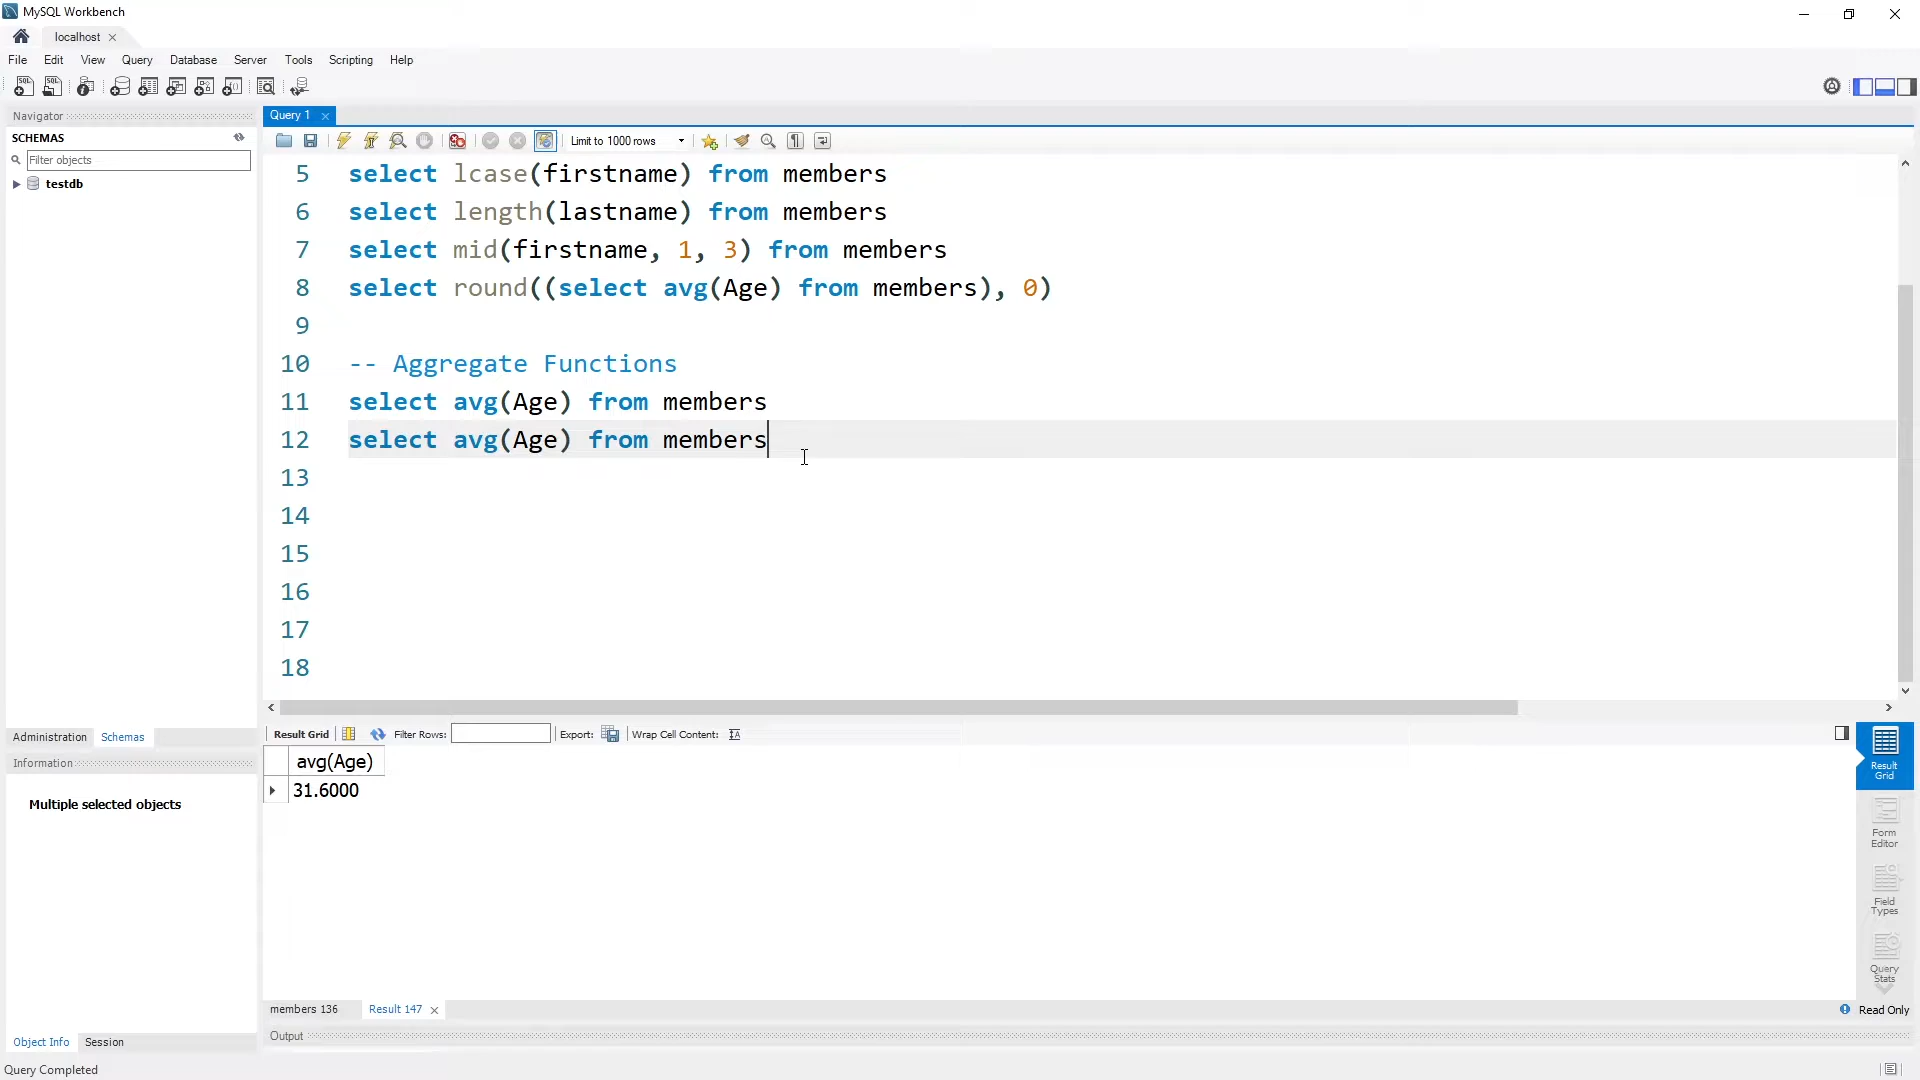 MySQL Workbench
localhost
File Edit View Query Database Server Tools Scripting Help
Navigator
SCHEMAS
Filter objects
testdb
Query 1
Limit to 1000 rows
5 select lcase(firstname) from members
6 select length(lastname) from members
7 select mid(firstname, 1, 3) from members
8 select round((select avg(Age) from members), 0)
9
10 -- Aggregate Functions
11 select avg(Age) from members
12 select avg(Age) from members
13
14
15
16
17
18
Administration Schemas
Information
Multiple selected objects
Object Info Session
Result Grid Filter Rows: Export: Wrap Cell Content:
avg(Age)
31.6000
Result
Grid
Form
Editor
Field
Types
Query
Stats
members 136 Result 147
Read Only
Output
Query Completed